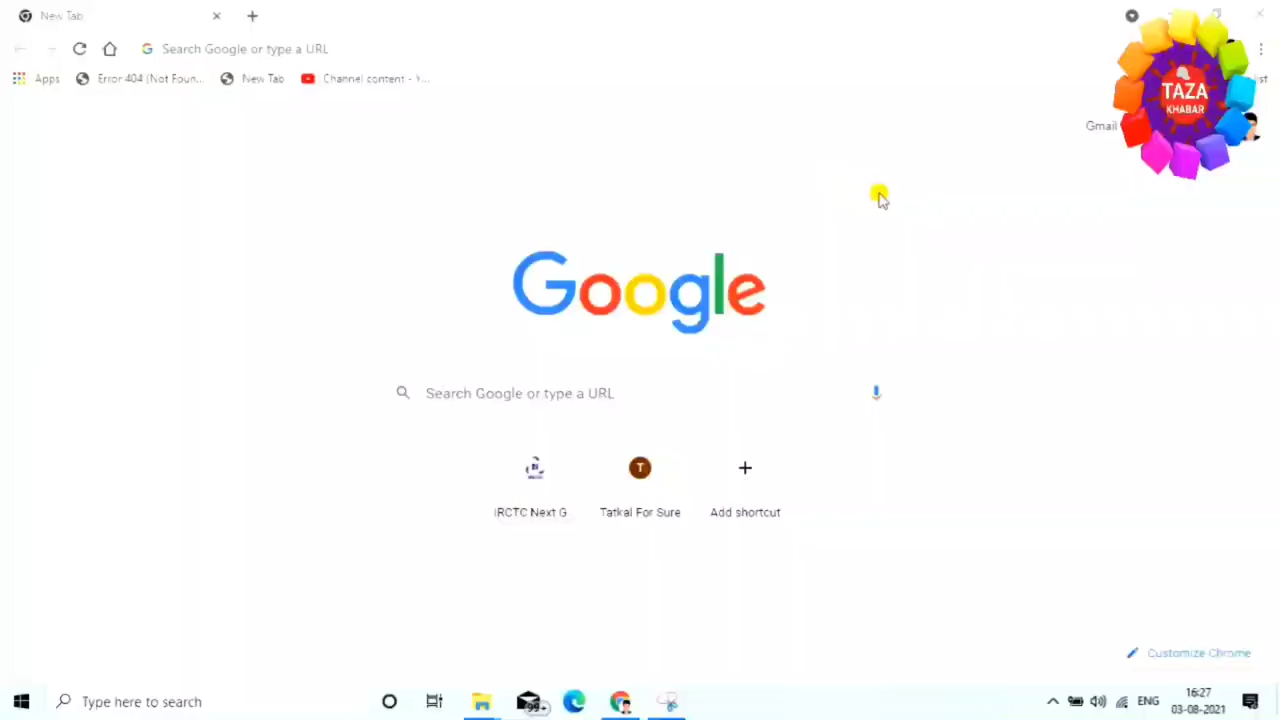 New Tab
Search Google or type a URL
Apps
Error 404 (Not Foun...
New Tab
Channel content - Y...
TAZA
KHABAR
Gmail
Google
Search Google or type a URL
T
IRCTC Next G
Tatkal For Sure
Add shortcut
Customize Chrome
Type here to search
99+
ENG
16:27
03-08-2021